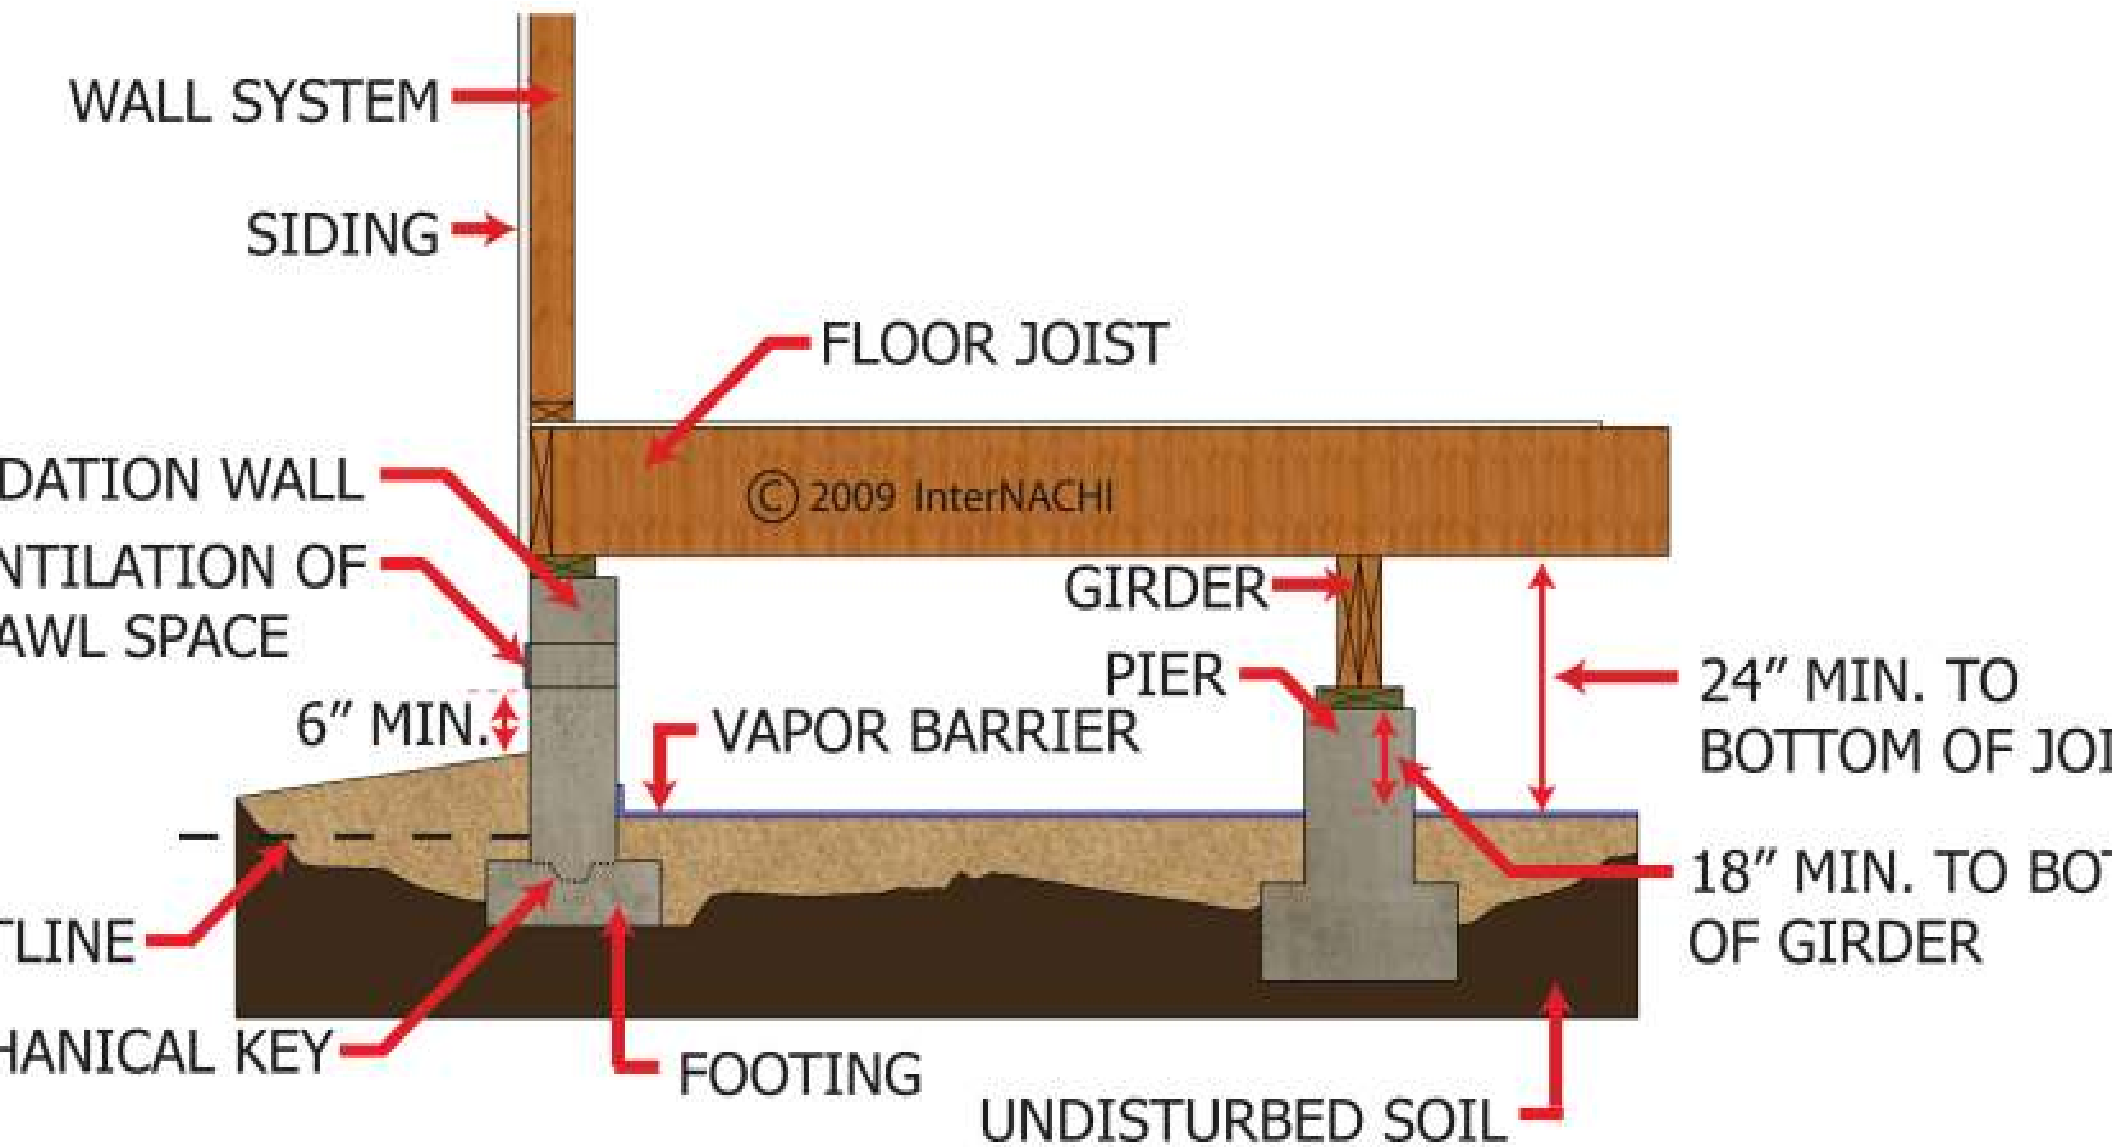 WALL SYSTEM
SIDING
FLOOR JOIST
DATION WALL
© 2009 InterNACHI
NTILATION OF
AWL SPACE
GIRDER
PIER
24" MIN. TO
BOTTOM OF JOI
6" MIN.
VAPOR BARRIER
18" MIN. TO BOT
OF GIRDER
TLINE
HANICAL KEY
FOOTING
UNDISTURBED SOIL